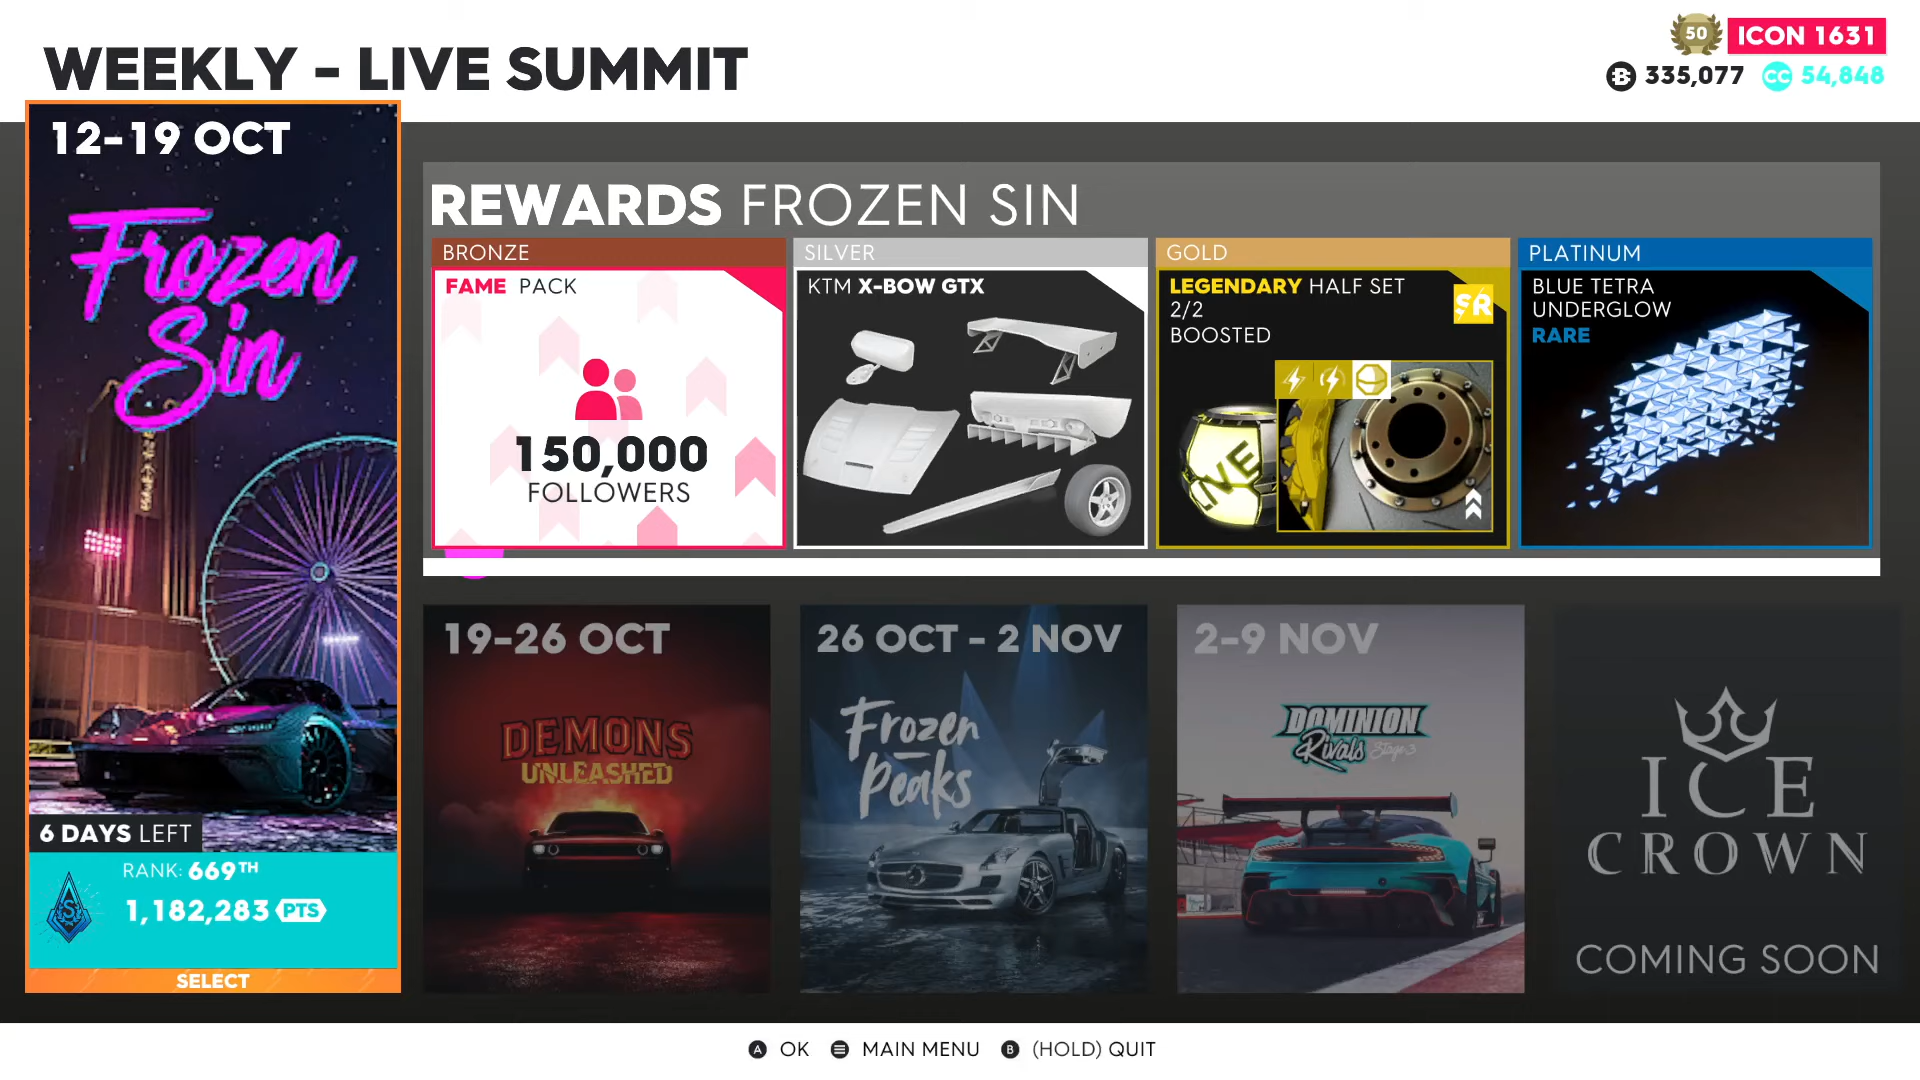 WEEKLY - LIVE SUMMIT
50
ICON 1631
335,077
CC 54,848
12-19 OCT
Frozen
Sin
6 DAYS LEFT
RANK: 669TH
1,182,283 PTS
SELECT
REWARDS FROZEN SIN
BRONZE
FAME PACK
150,000
FOLLOWERS
SILVER
KTM X-BOW GTX
GOLD
LEGENDARY HALF SET
2/2
BOOSTED
SR
LIVE
PLATINUM
BLUE TETRA
UNDERGLOW
RARE
19-26 OCT
DEMONS
UNLEASHED
26 OCT - 2 NOV
Frozen
Peaks
2-9 NOV
DOMINION
Rivals Stage 3
ICE
CROWN
COMING SOON
A OK
MAIN MENU
B (HOLD) QUIT